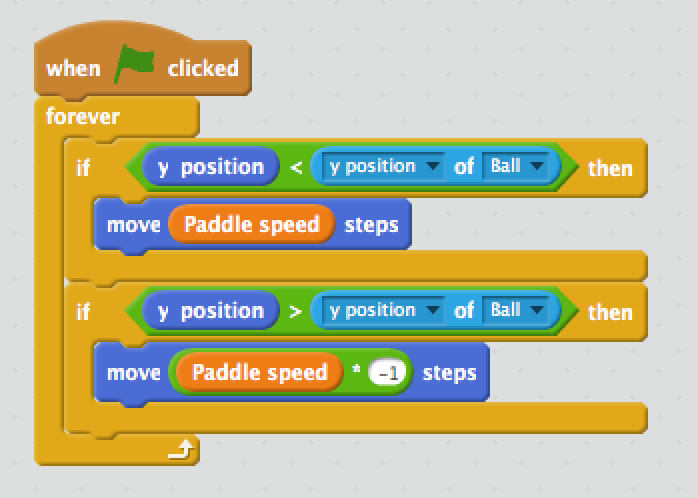 when clicked
forever
if y position < y position of Ball then
move Paddle speed steps
if y position > y position of Ball then
move Paddle speed * -1 steps